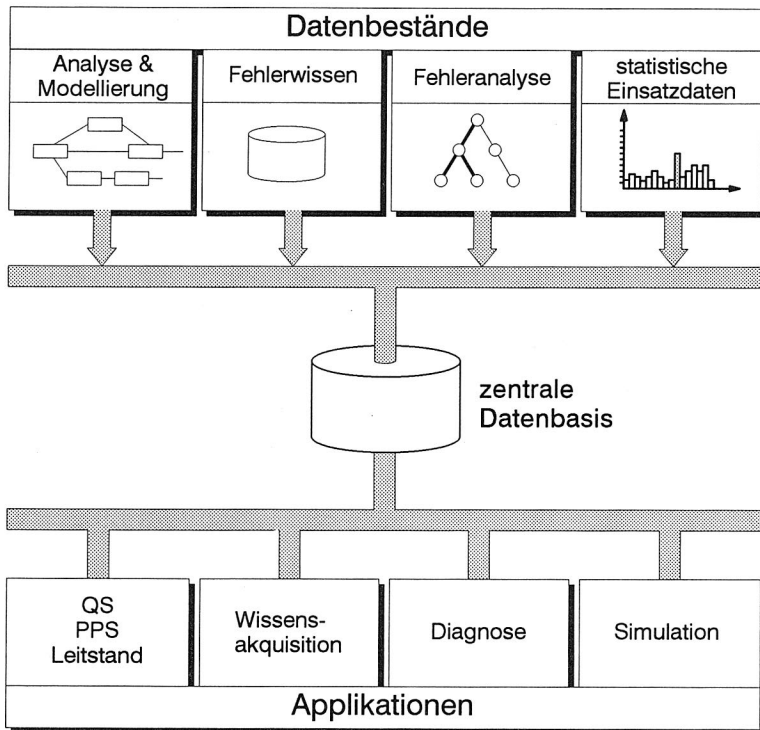 Datenbestände
Analyse &
Modellierung
Fehlerwissen
Fehleranalyse
statistische
Einsatzdaten
zentrale
Datenbasis
QS
PPS
Leitstand
Wissens-
akquisition
Diagnose
Simulation
Applikationen